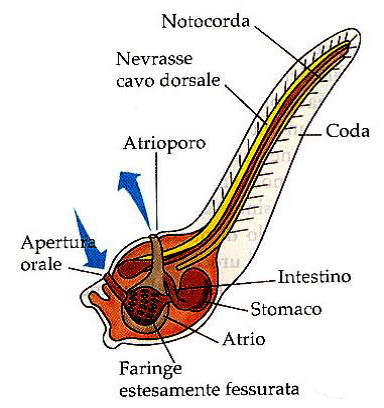 Notocorda
Nevrasse
cavo dorsale
Atrioporo
Coda
Apertura
orale
Intestino
Stomaco
Atrio
Faringe
estesamente fessurata